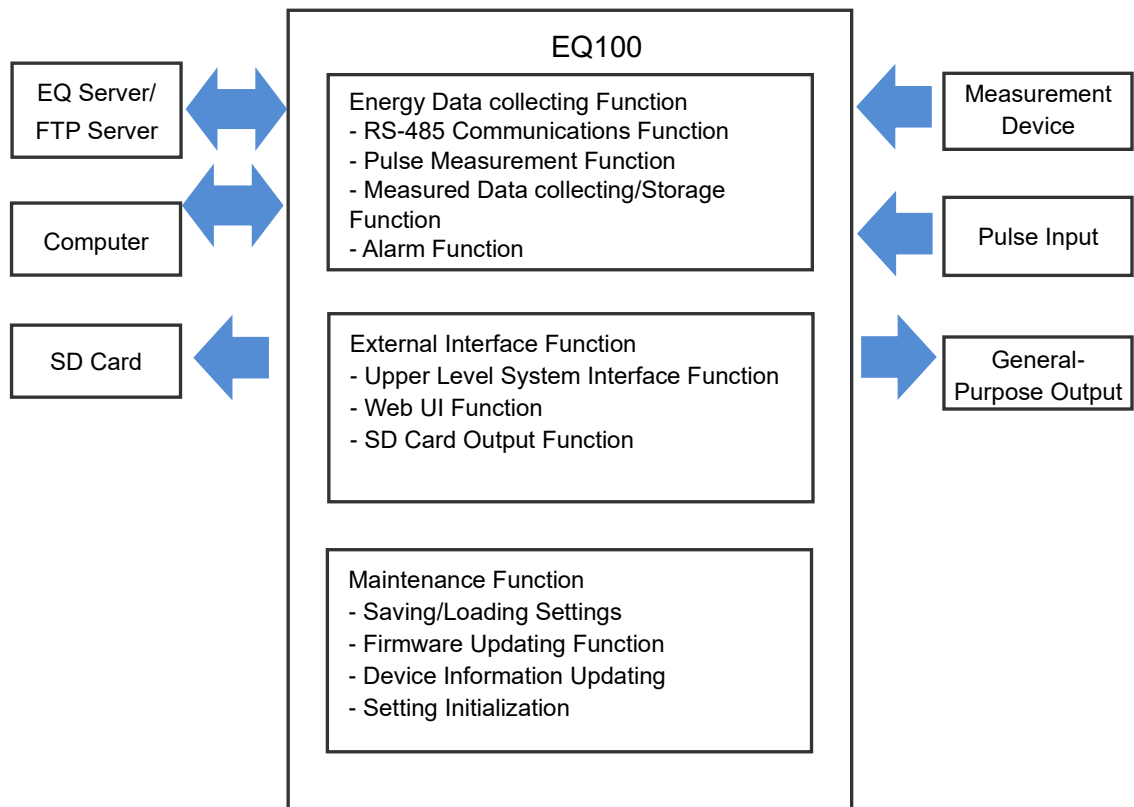 EQ100
EQ Server/
FTP Server
Computer
SD Card
Energy Data collecting Function
- RS-485 Communications Function
- Pulse Measurement Function
- Measured Data collecting/Storage
Function
- Alarm Function
External Interface Function
- Upper Level System Interface Function
- Web UI Function
- SD Card Output Function
Maintenance Function
- Saving/Loading Settings
- Firmware Updating Function
- Device Information Updating
- Setting Initialization
Measurement
Device
Pulse Input
General-
Purpose Output